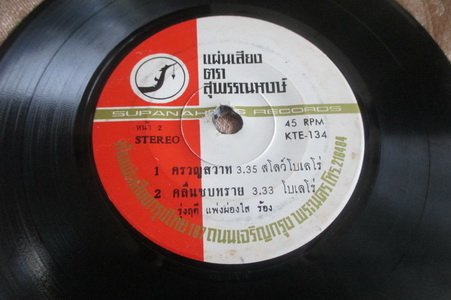 แผ่นเสียง
ตรา
สุพรรณหงษ์
SUPANAHONGS RECORDS
หน้า 2
STEREO
45 RPM
KTE-134
1 ครวญสวาท 3.35 สโลว์โบเลโร่
2 คลื่นซบทราย 3.33 โบเลโร่
รุ่งฤดี แพ่งผ่องใส ร้อง
ถนนเจริญกรุง พระนคร โทร.218484